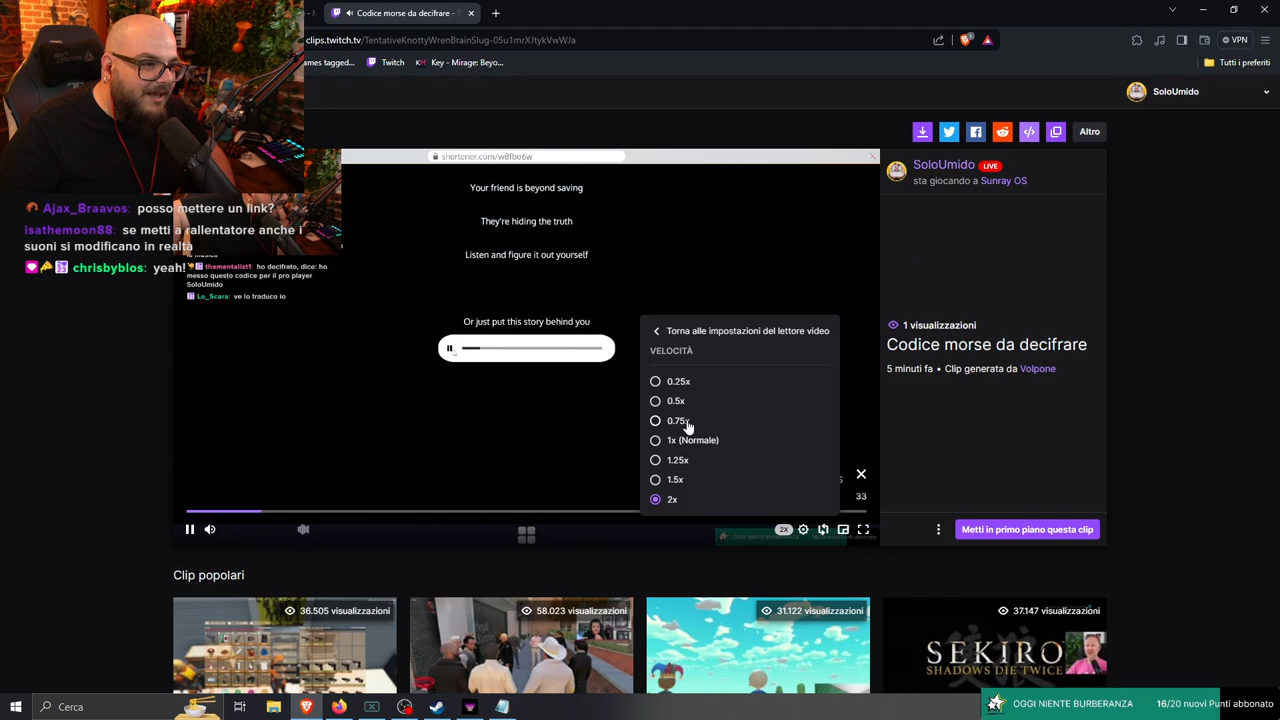 Codice morse da decifrare -
clips.twitch.tv/TentativeKnottyWrenBrainSlug-05u1mrXJtykVwWJa
VPN
mes tagged...
Twitch
Key - Mirage: Beyo...
Tutti i preferiti
SoloUmido
Altro
shortener.com/w8fbo6w
SoloUmido LIVE
sta giocando a Sunray OS
Your friend is beyond saving
They're hiding the truth
Listen and figure it out yourself
Or just put this story behind you
Ajax_Braavos: posso mettere un link?
isathemoon88: se metti a rallentatore anche i
suoni si modificano in realtà
chrisbyblos: yeah!
la musica
thementalist1: ho decifrato, dice: ho
messo questo codice per il pro player
SoloUmido
Lo_Scara: ve lo traduco io
Torna alle impostazioni del lettore video
VELOCITÀ
0.25x
0.5x
0.75x
1x (Normale)
1.25x
1.5x
2x
33
2X
1 visualizzazioni
Codice morse da decifrare
5 minuti fa • Clip generata da Volpone
Metti in primo piano questa clip
OGGI NIENTE BURBERANZA
Clip popolari
36.505 visualizzazioni
58.023 visualizzazioni
31.122 visualizzazioni
37.147 visualizzazioni
SEKIRO
SHADOWS DIE TWICE
Cerca
OGGI NIENTE BURBERANZA
16/20 nuovi Punti abbonato